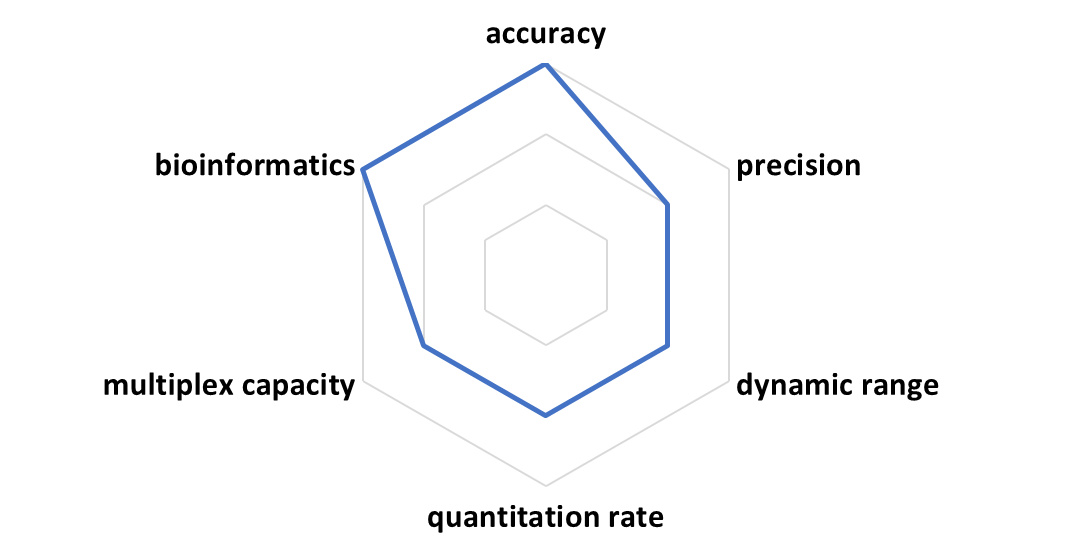 accuracy
bioinformatics
precision
multiplex capacity
dynamic range
quantitation rate